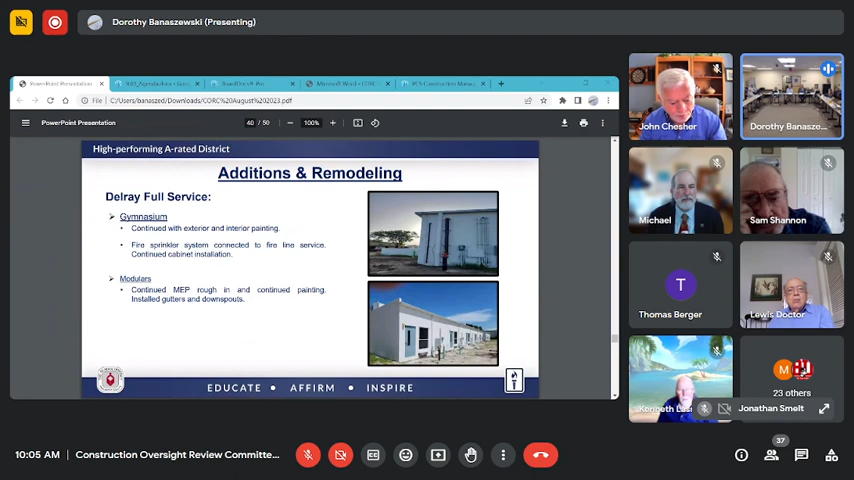 Dorothy Banaszewski (Presenting)
PowerPoint Presentation
File
C:/Users/banaszed/Downloads/CORC%20August%202023.pdf
PowerPoint Presentation
40 / 50
100%
High-performing A-rated District
Additions & Remodeling
Delray Full Service:
Gymnasium
• Continued with exterior and interior painting.
• Fire sprinkler system connected to fire line service.
Continued cabinet installation.
Modulars
• Continued MEP rough in and continued painting.
Installed gutters and downspouts.
EDUCATE • AFFIRM • INSPIRE
John Chesher
Dorothy Banasze...
Michael
Sam Shannon
T
Thomas Berger
Lewis Doctor
Kenneth
M
23 others
Jonathan Smelt
10:05 AM
Construction Oversight Review Committe...
37